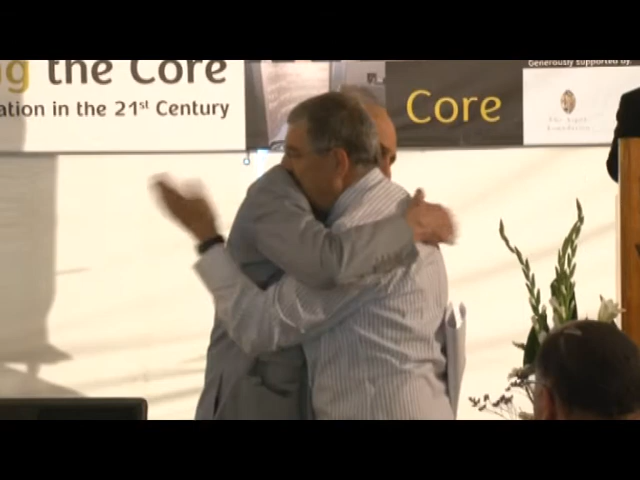 g the Core
ation in the 21st Century
Core
Generously supported by: